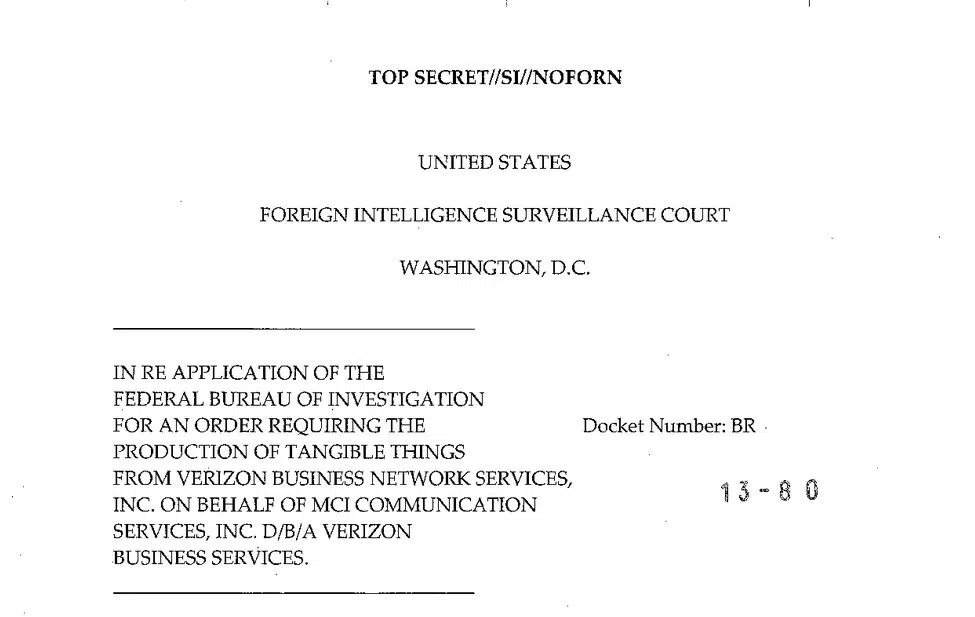 TOP SECRET//SI//NOFORN
UNITED STATES
FOREIGN INTELLIGENCE SURVEILLANCE COURT
WASHINGTON, D.C.
IN RE APPLICATION OF THE
FEDERAL BUREAU OF INVESTIGATION
FOR AN ORDER REQUIRING THE
PRODUCTION OF TANGIBLE THINGS
FROM VERIZON BUSINESS NETWORK SERVICES,
INC. ON BEHALF OF MCI COMMUNICATION
SERVICES, INC. D/B/A VERIZON
BUSINESS SERVICES.
Docket Number: BR
13-80